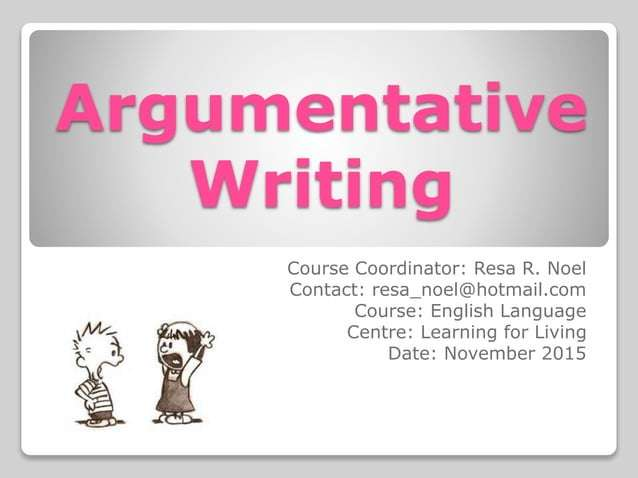 Argumentative
Writing
Course Coordinator: Resa R. Noel
Contact: resa_noel@hotmail.com
Course: English Language
Centre: Learning for Living
Date: November 2015